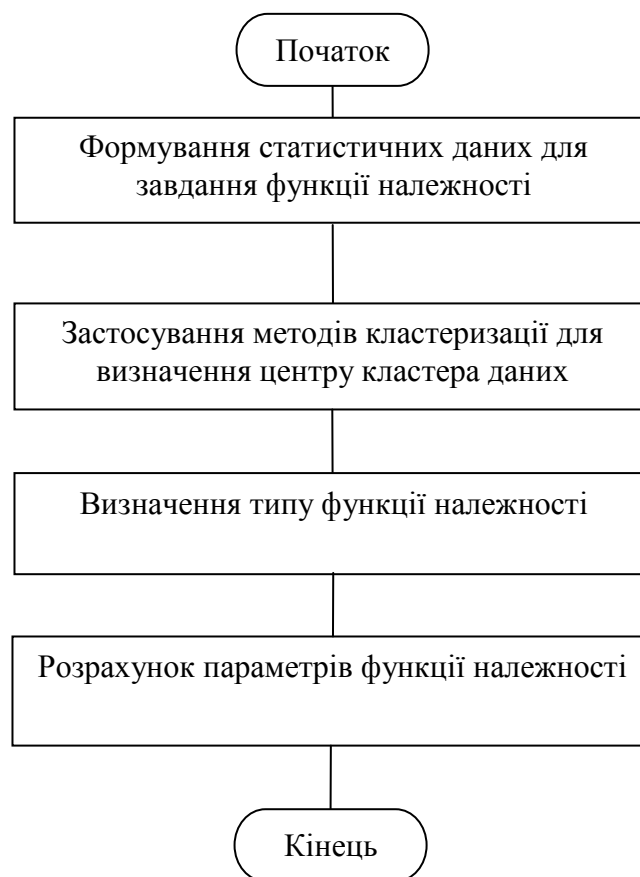 Початок
Формування статистичних даних для
завдання функції належності
Застосування методів кластеризації для
визначення центру кластера даних
Визначення типу функції належності
Розрахунок параметрів функції належності
Кінець